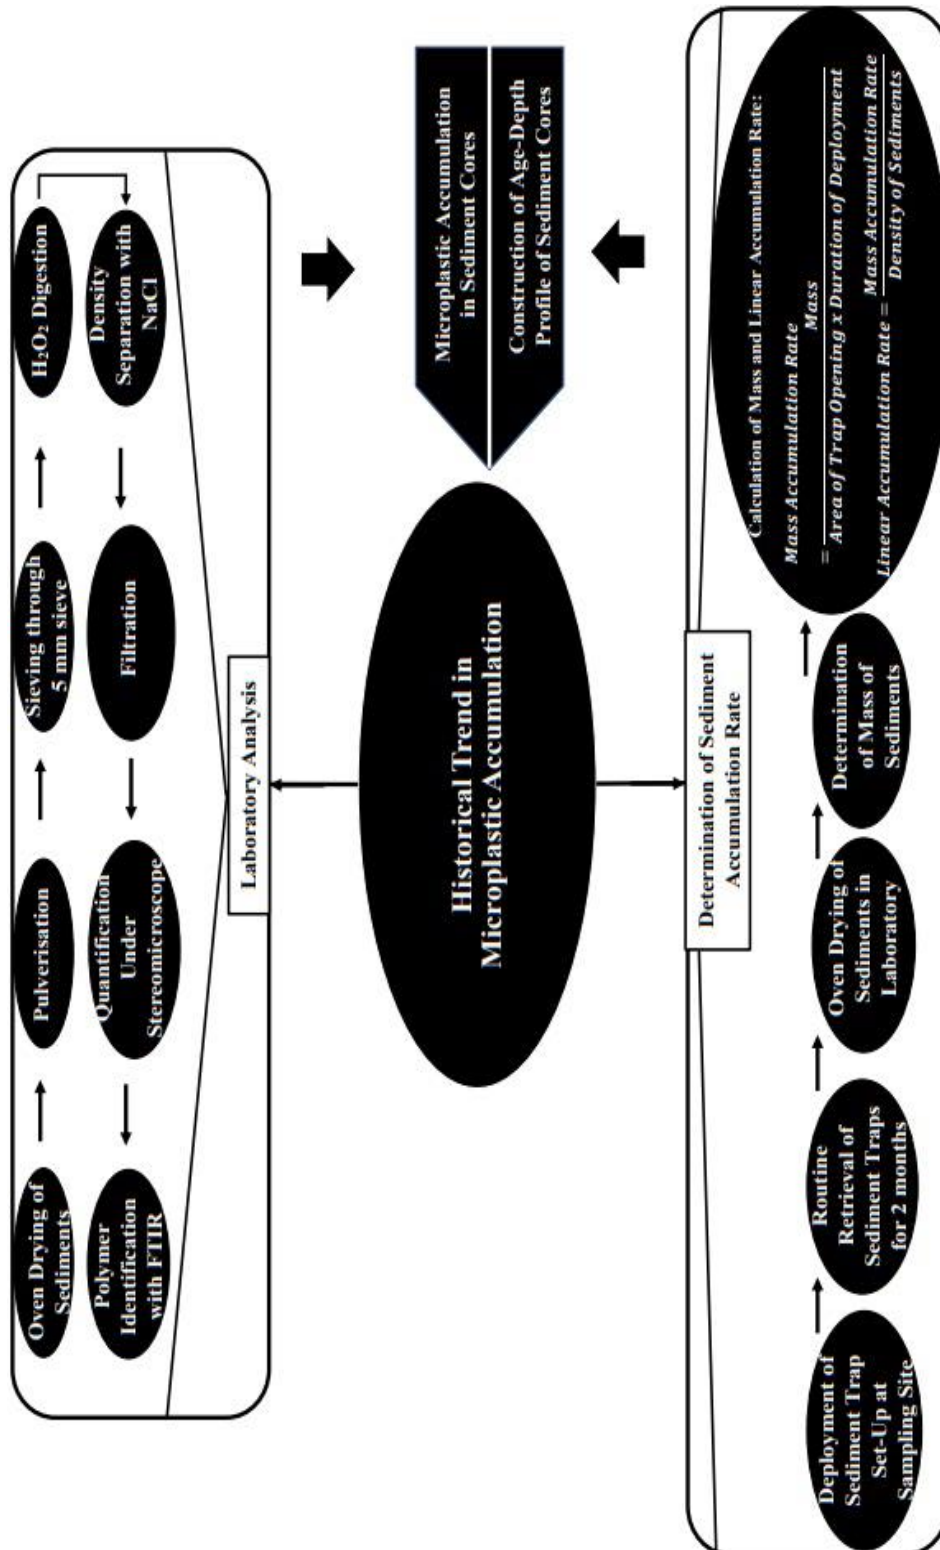 Oven Drying of
Sediments
Pulverisation
Sieving through
5 mm sieve
H₂O₂ Digestion
Density
Separation with
NaCl
Filtration
Quantification
Under
Stereomicroscope
Polymer
Identification
with FTIR
Laboratory Analysis
Historical Trend in
Microplastic Accumulation
Microplastic Accumulation
in Sediment Cores
Construction of Age-Depth
Profile of Sediment Cores
Determination of Sediment
Accumulation Rate
Deployment of
Sediment Trap
Set-Up at
Sampling Site
Routine
Retrieval of
Sediment Traps
for 2 months
Oven Drying of
Sediments in
Laboratory
Determination
of Mass of
Sediments
Calculation of Mass and Linear Accumulation Rate:
Mass Accumulation Rate
Mass
=
Area of Trap Opening x Duration of Deployment
Mass Accumulation Rate
Linear Accumulation Rate =
Density of Sediments